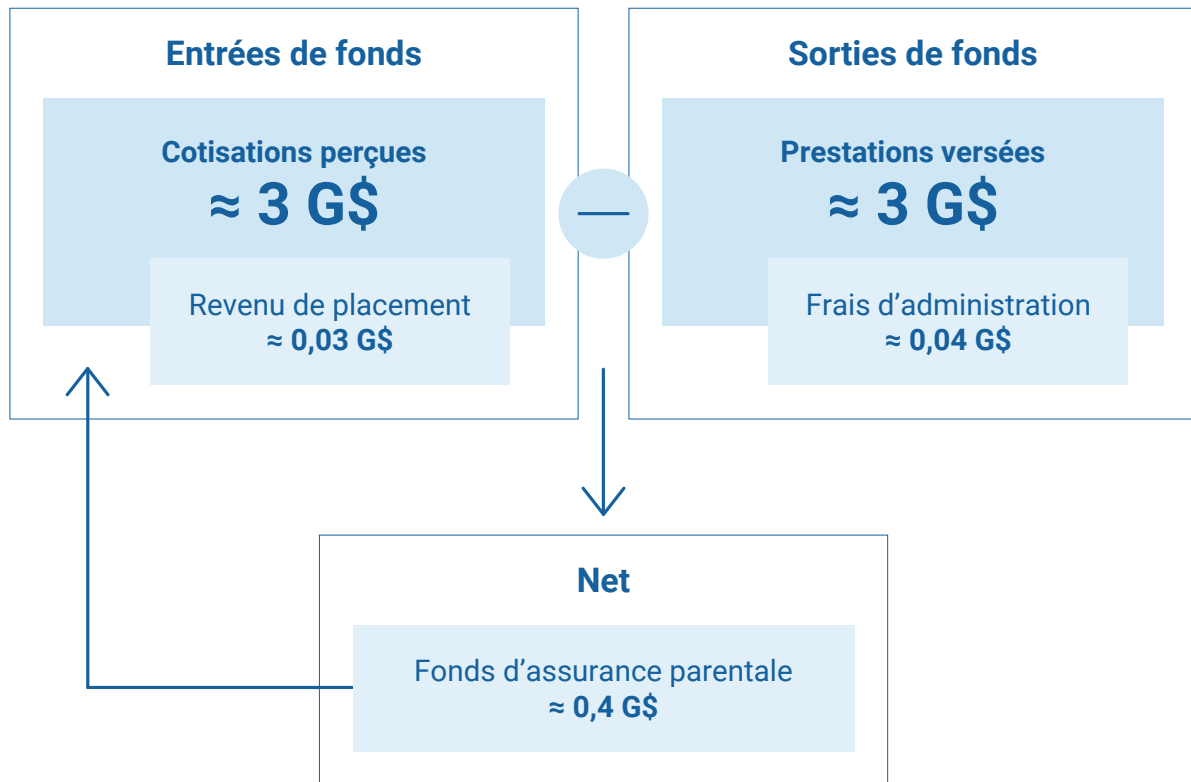 Entrées de fonds
Cotisations perçues
≈ 3 G$
Revenu de placement
≈ 0,03 G$
—
Sorties de fonds
Prestations versées
≈ 3 G$
Frais d’administration
≈ 0,04 G$
Net
Fonds d’assurance parentale
≈ 0,4 G$